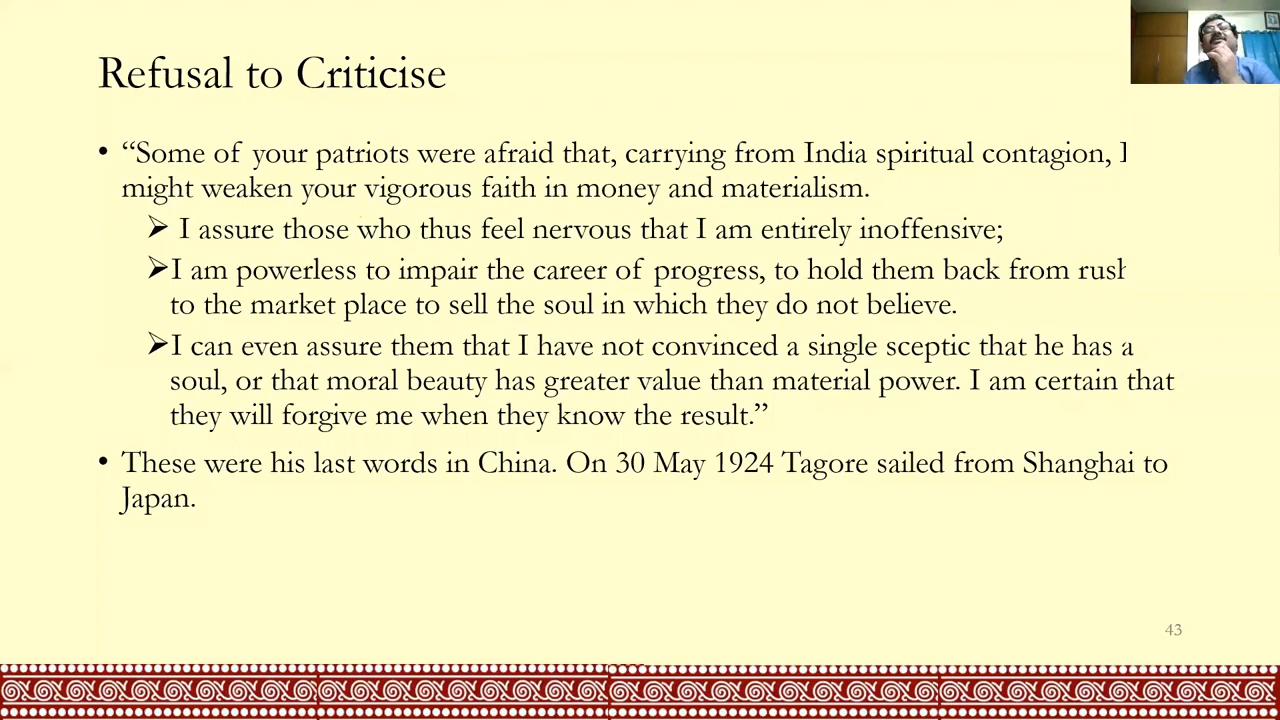 Refusal to Criticise
• “Some of your patriots were afraid that, carrying from India spiritual contagion, I
might weaken your vigorous faith in money and materialism.
➢ I assure those who thus feel nervous that I am entirely inoffensive;
➢I am powerless to impair the career of progress, to hold them back from
to the market place to sell the soul in which they do not believe.
➢I can even assure them that I have not convinced a single sceptic that he has a
soul, or that moral beauty has greater value than material power. I am certain that
they will forgive me when they know the result.”
• These were his last words in China. On 30 May 1924 Tagore sailed from Shanghai to
Japan.
43